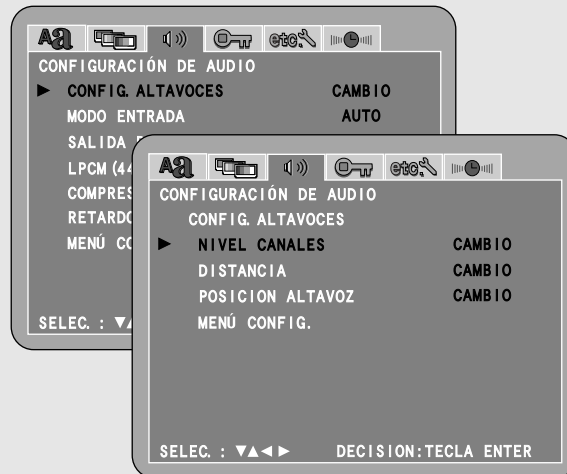 Aa etc.
CONFIGURACIÓN DE AUDIO
▶ CONFIG. ALTAVOCES CAMBIO
MODO ENTRADA AUTO
SALIDA
LPCM (44
COMPRES
RETARDO
MENÚ CO
SELEC. : ▼▲
Aa etc.
CONFIGURACIÓN DE AUDIO
CONFIG. ALTAVOCES
▶ NIVEL CANALES CAMBIO
DISTANCIA CAMBIO
POSICION ALTAVOZ CAMBIO
MENÚ CONFIG.
SELEC. : ▼▲◀▶ DECISION:TECLA ENTER